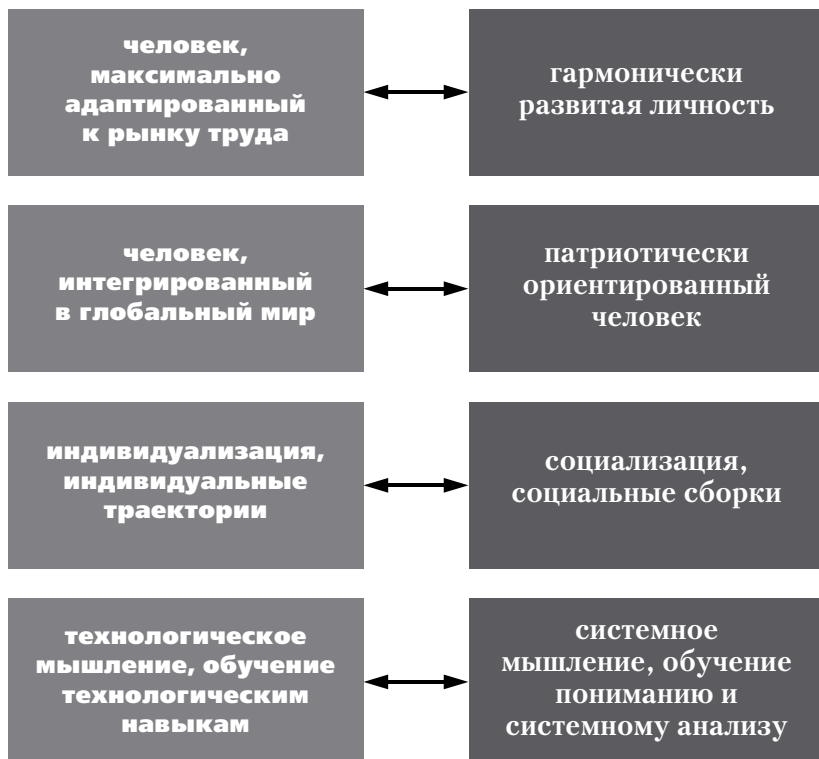 человек,
максимально
адаптированный
к рынку труда
гармонически
развитая личность
человек,
интегрированный
в глобальный мир
патриотически
ориентированный
человек
индивидуализация,
индивидуальные
траектории
социализация,
социальные сборки
технологическое
мышление, обучение
технологическим
навыкам
системное
мышление, обучение
пониманию и
системному анализу